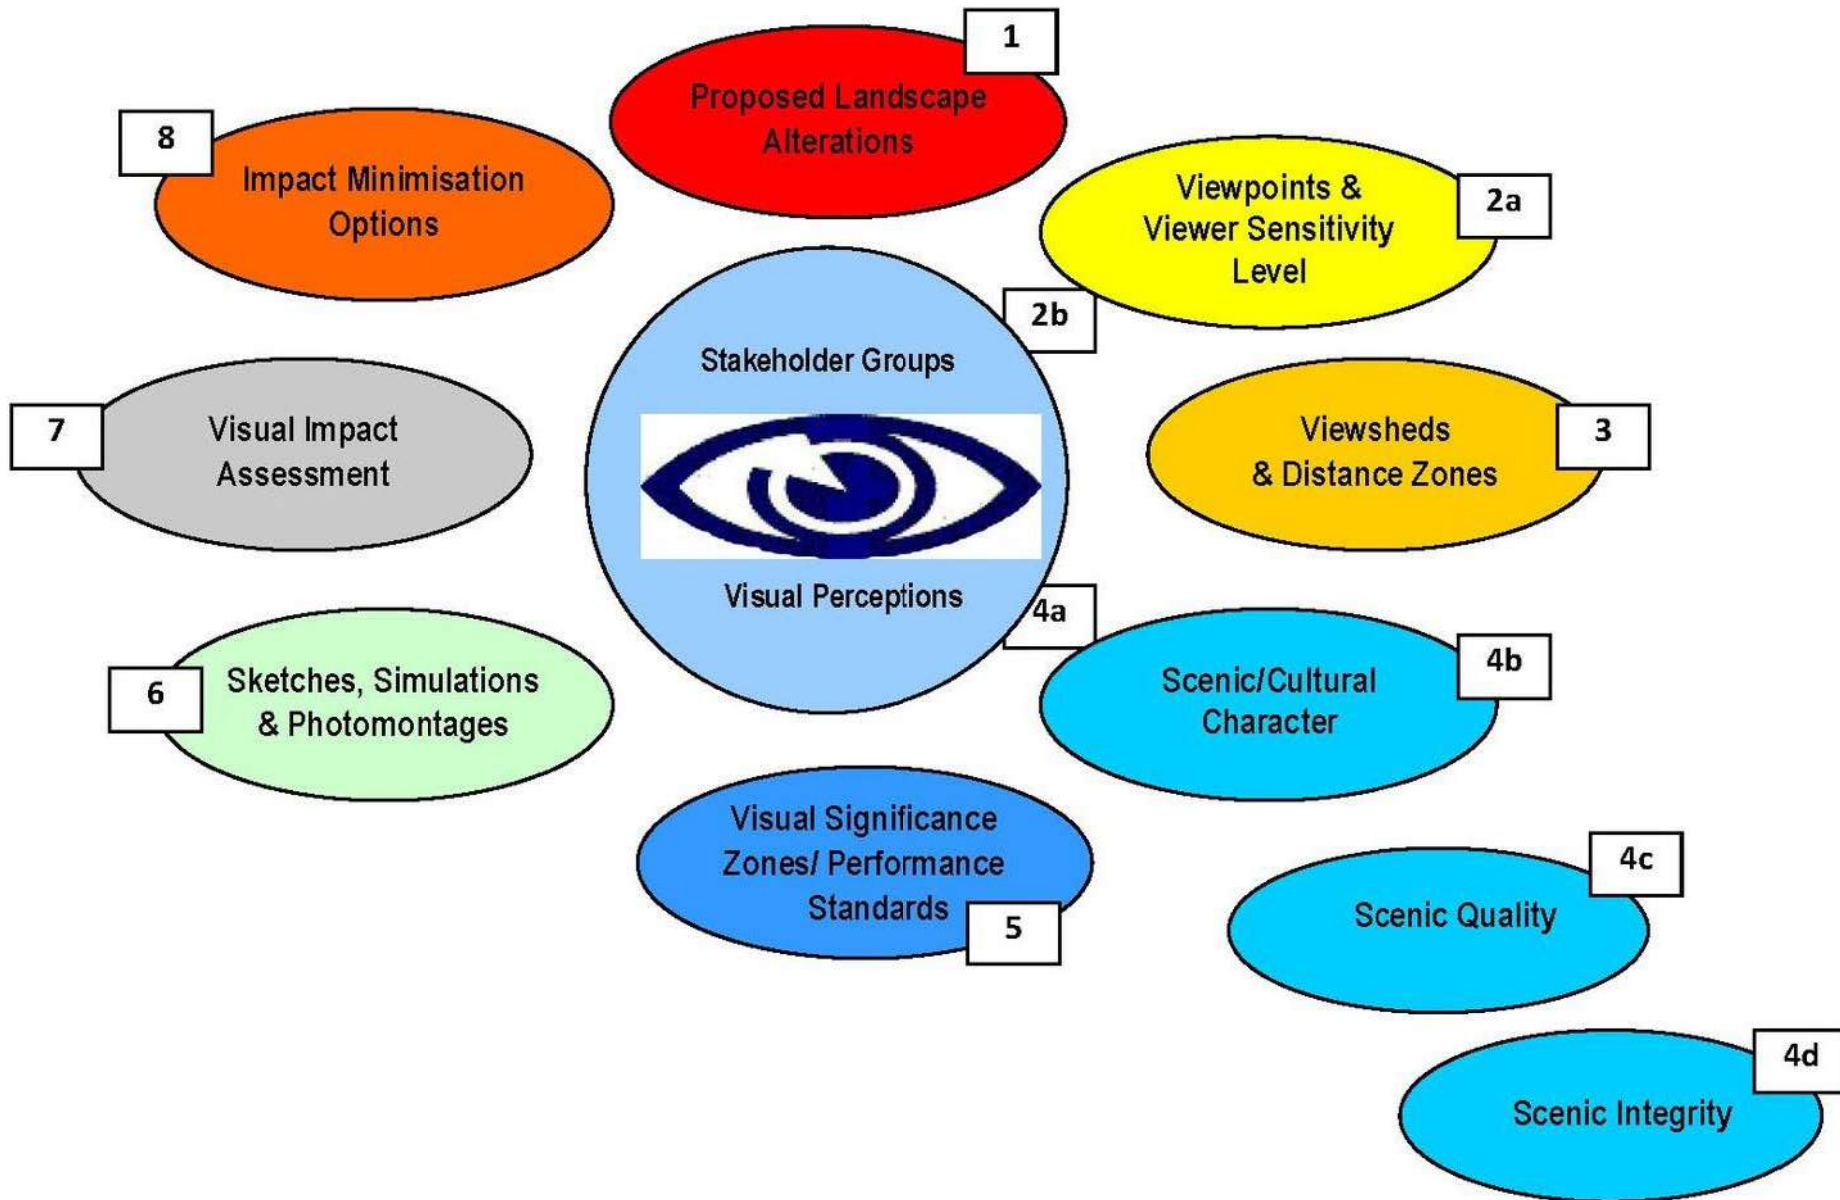 1
Proposed Landscape
Alterations
2a
Viewpoints &
Viewer Sensitivity
Level
2b
Stakeholder Groups
Visual Perceptions
3
Viewsheds
& Distance Zones
4a
4b
Scenic/Cultural
Character
4c
Scenic Quality
4d
Scenic Integrity
5
Visual Significance
Zones/ Performance
Standards
6
Sketches, Simulations
& Photomontages
7
Visual Impact
Assessment
8
Impact Minimisation
Options